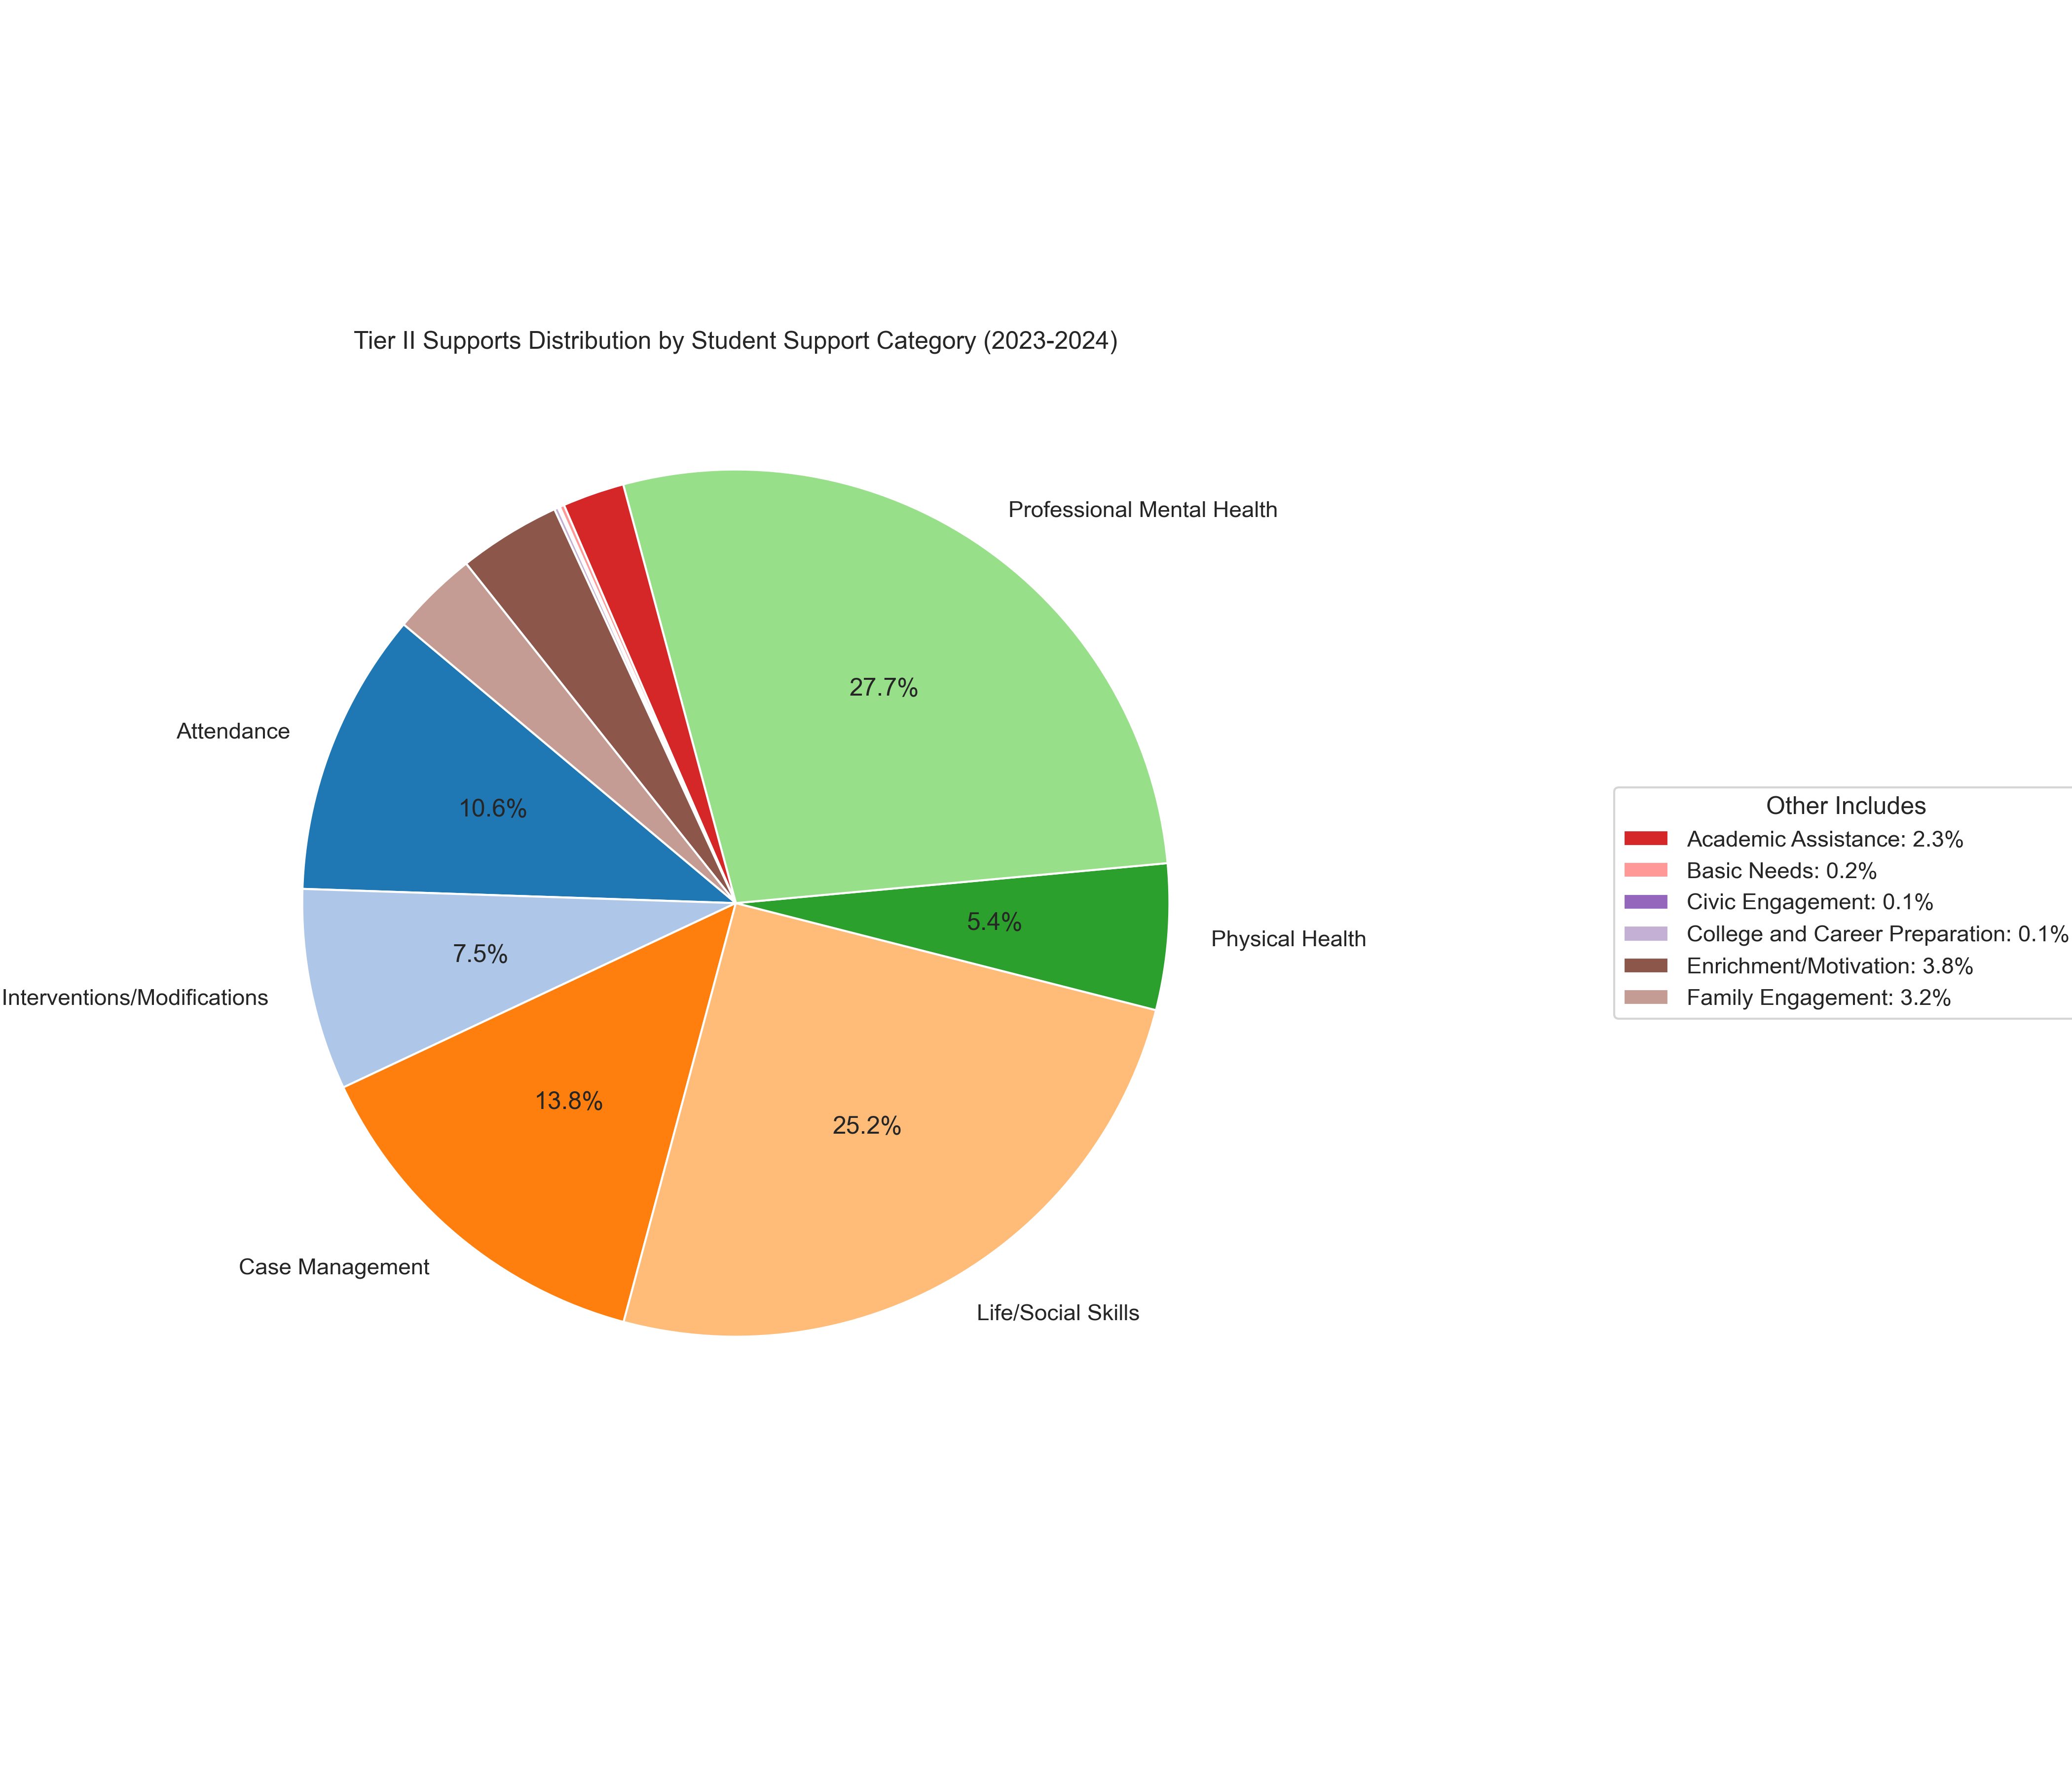 Tier II Supports Distribution by Student Support Category (2023-2024)
Professional Mental Health
27.7%
Attendance
10.6%
5.4%
Physical Health
7.5%
Interventions/Modifications
13.8%
25.2%
Case Management
Life/Social Skills
Other Includes
Academic Assistance: 2.3%
Basic Needs: 0.2%
Civic Engagement: 0.1%
College and Career Preparation: 0.1%
Enrichment/Motivation: 3.8%
Family Engagement: 3.2%